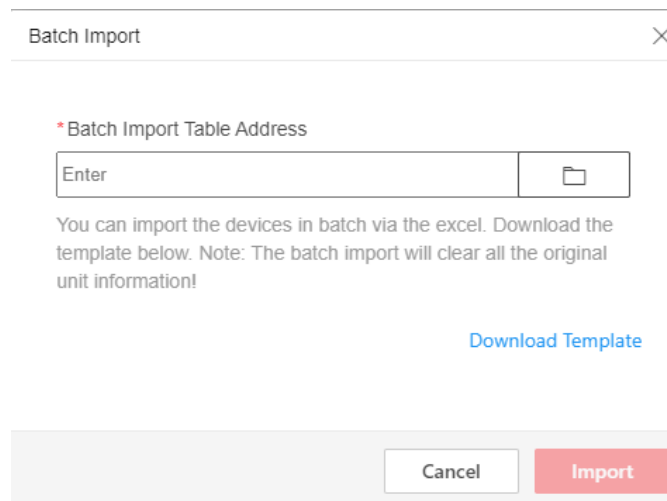 Batch Import
*Batch Import Table Address
Enter
You can import the devices in batch via the excel. Download the
template below. Note: The batch import will clear all the original
unit information!
Download Template
Cancel
Import